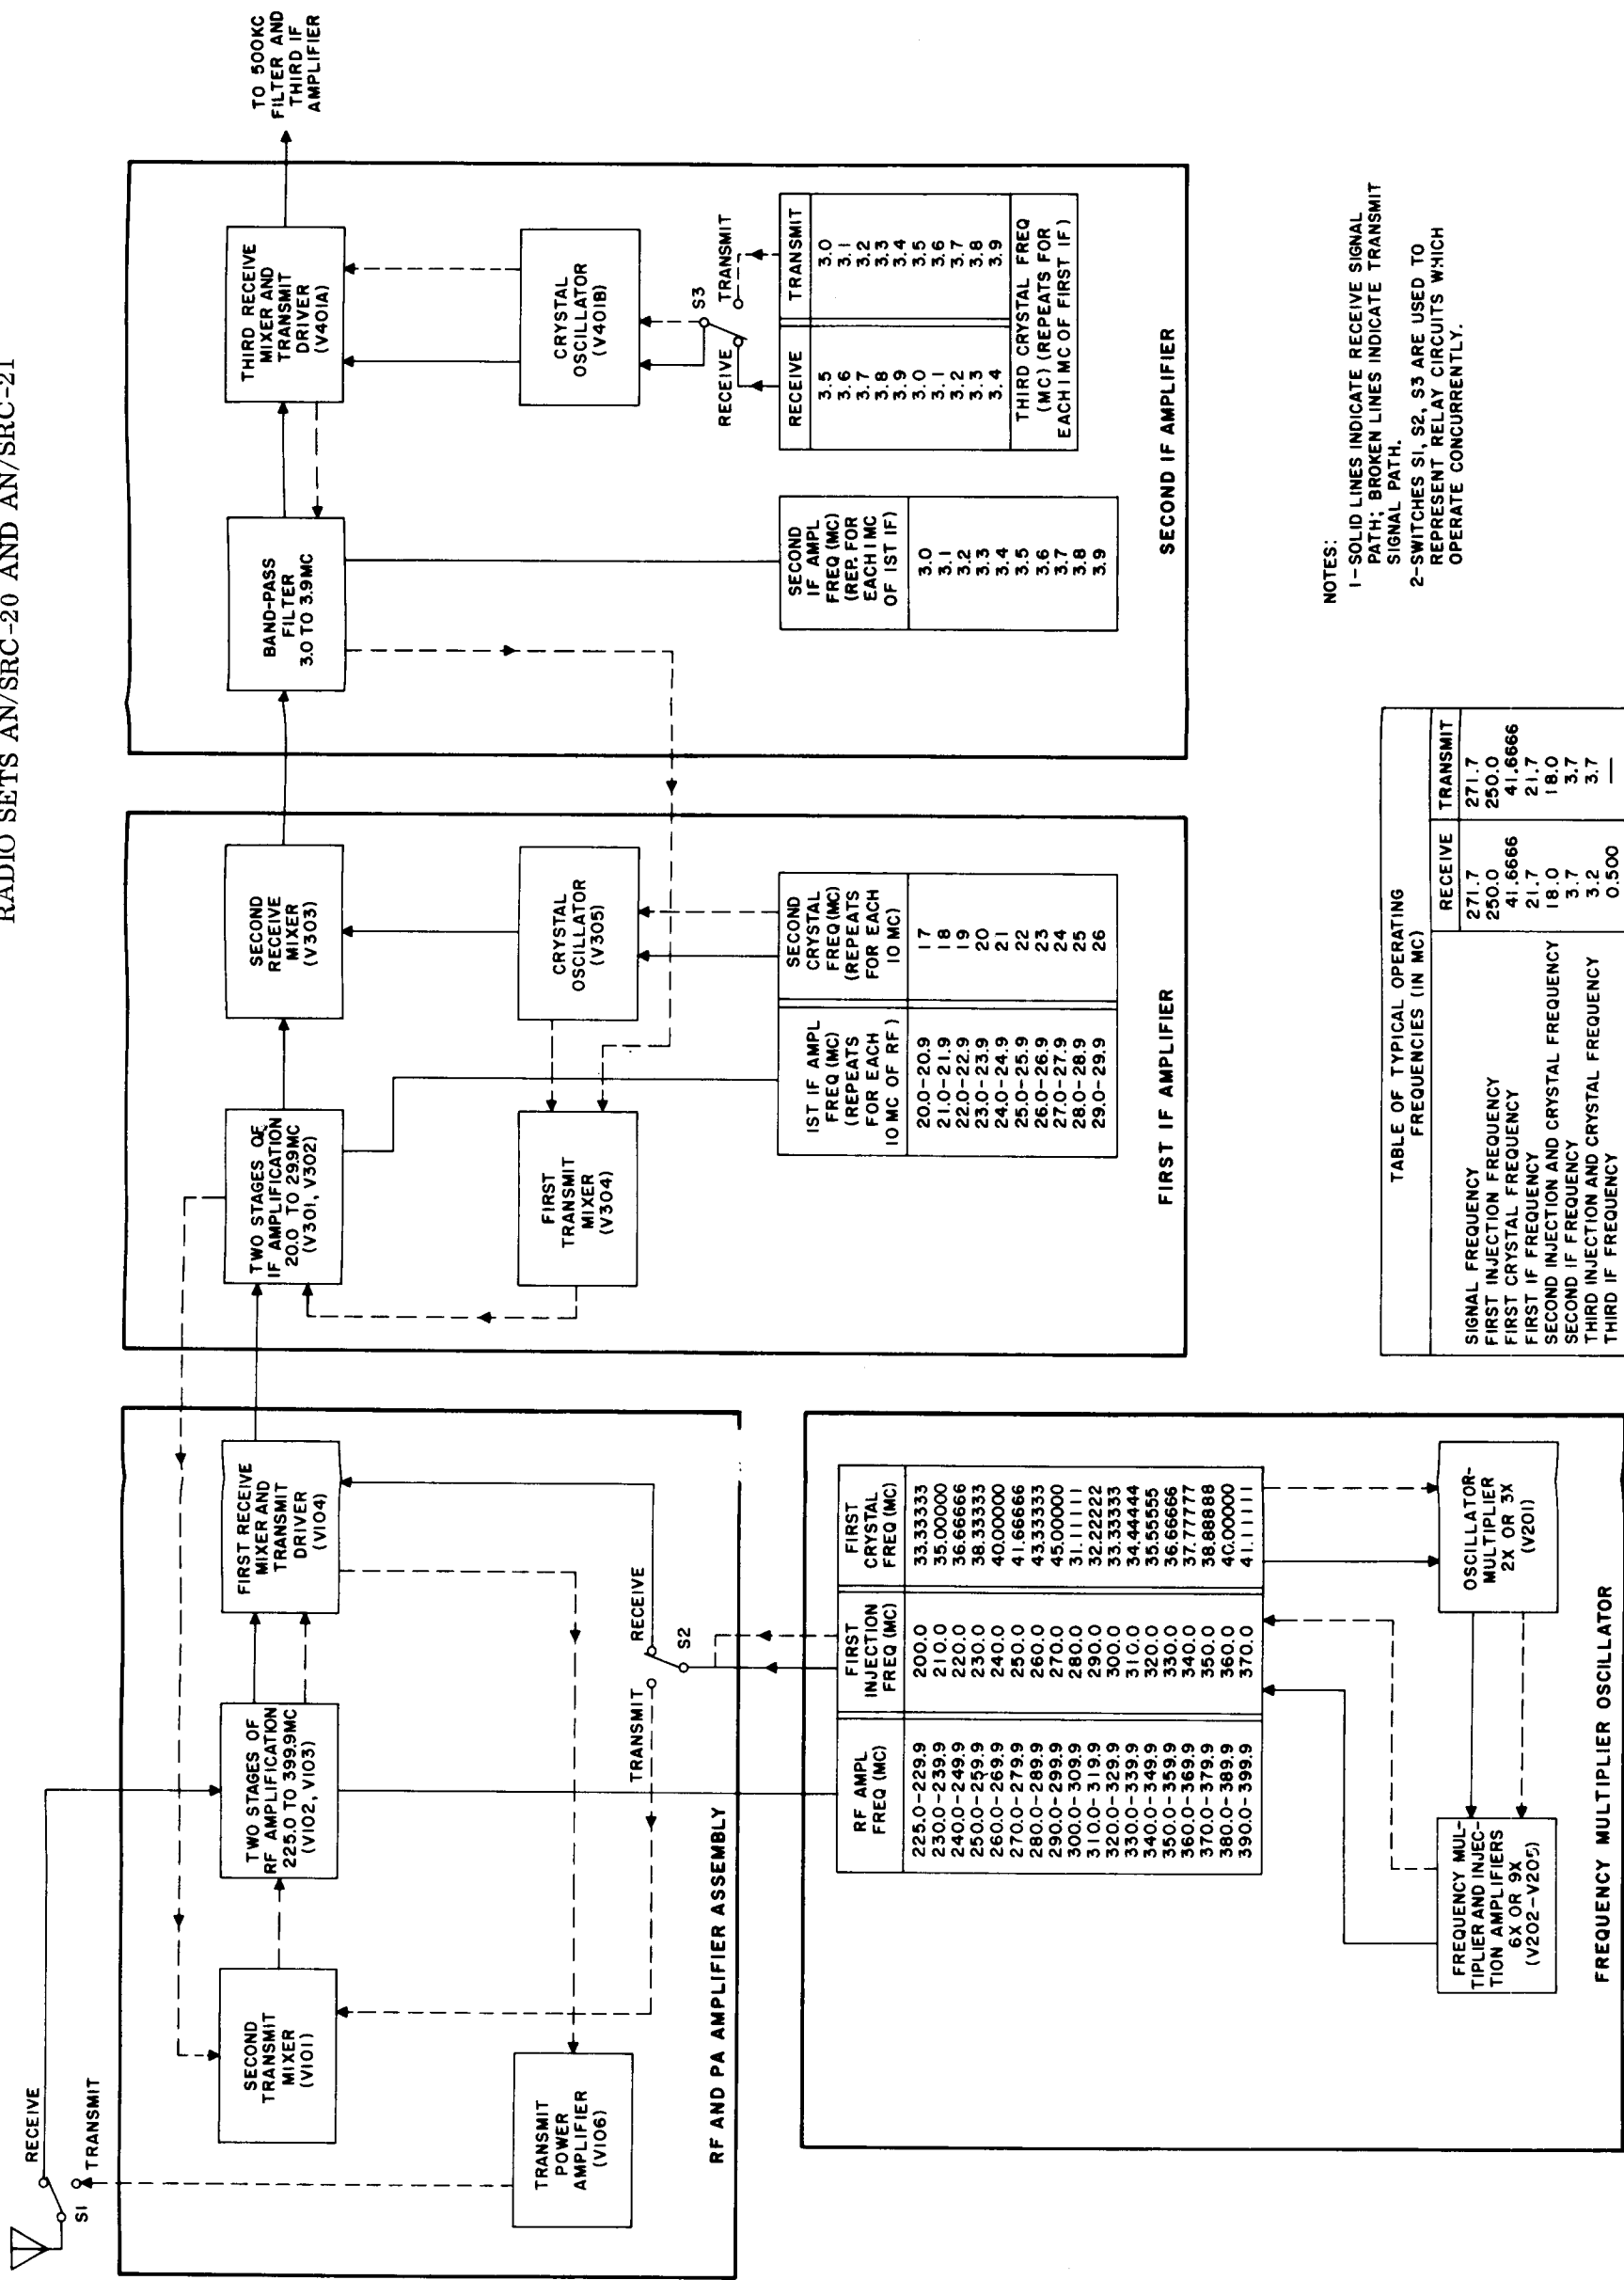 RADIO SETS AN/SRC-20 AND AN/SRC-21
RECEIVE
S1
TRANSMIT
SECOND
TRANSMIT
MIXER
(V101)
TWO STAGES OF
RF AMPLIFICATION
225.0 TO 399.9MC
(V102, V103)
FIRST RECEIVE
MIXER AND
TRANSMIT
DRIVER
(V104)
TRANSMIT
POWER
AMPLIFIER
(V106)
TRANSMIT
RECEIVE
S2
RF AND PA AMPLIFIER ASSEMBLY
TWO STAGES OF
IF AMPLIFICATION
20.0 TO 29.9MC
(V301, V302)
SECOND
RECEIVE
MIXER
(V303)
FIRST
TRANSMIT
MIXER
(V304)
CRYSTAL
OSCILLATOR
(V305)
1ST IF AMPL
FREQ (MC)
(REPEATS
FOR EACH
10 MC OF RF)
SECOND
CRYSTAL
FREQ (MC)
(REPEATS
FOR EACH
10 MC)
20.0-20.9 17
21.0-21.9 18
22.0-22.9 19
23.0-23.9 20
24.0-24.9 21
25.0-25.9 22
26.0-26.9 23
27.0-27.9 24
28.0-28.9 25
29.0-29.9 26
FIRST IF AMPLIFIER
BAND-PASS
FILTER
3.0 TO 3.9MC
THIRD RECEIVE
MIXER AND
TRANSMIT
DRIVER
(V401A)
TO 500KC
FILTER AND
THIRD IF
AMPLIFIER
CRYSTAL
OSCILLATOR
(V401B)
S3
RECEIVE
TRANSMIT
SECOND
IF AMPL
FREQ (MC)
(REP. FOR
EACH 1 MC
OF 1ST IF)
3.0
3.1
3.2
3.3
3.4
3.5
3.6
3.7
3.8
3.9
RECEIVE TRANSMIT
3.5 3.0
3.6 3.1
3.7 3.2
3.8 3.3
3.9 3.4
3.0 3.5
3.1 3.6
3.2 3.7
3.3 3.8
3.4 3.9
THIRD CRYSTAL FREQ
(MC) (REPEATS FOR
EACH 1 MC OF FIRST IF)
SECOND IF AMPLIFIER
RF AMPL
FREQ (MC)
FIRST
INJECTION
FREQ (MC)
FIRST
CRYSTAL
FREQ (MC)
225.0-229.9 200.0 33.33333
230.0-239.9 210.0 35.00000
240.0-249.9 220.0 36.66666
250.0-259.9 230.0 38.33333
260.0-269.9 240.0 40.00000
270.0-279.9 250.0 41.66666
280.0-289.9 260.0 43.33333
290.0-299.9 270.0 45.00000
300.0-309.9 280.0 31.11111
310.0-319.9 290.0 32.22222
320.0-329.9 300.0 33.33333
330.0-339.9 310.0 34.44444
340.0-349.9 320.0 35.55555
350.0-359.9 330.0 36.66666
360.0-369.9 340.0 37.77777
370.0-379.9 350.0 38.88888
380.0-389.9 360.0 40.00000
390.0-399.9 370.0 41.11111
FREQUENCY MUL-
TIPLIER AND INJEC-
TION AMPLIFIERS
6X OR 9X
(V202-V205)
OSCILLATOR-
MULTIPLIER
2X OR 3X
(V201)
FREQUENCY MULTIPLIER OSCILLATOR
TABLE OF TYPICAL OPERATING
FREQUENCIES (IN MC)
RECEIVE TRANSMIT
SIGNAL FREQUENCY 271.7 271.7
FIRST INJECTION FREQUENCY 250.0 250.0
FIRST CRYSTAL FREQUENCY 41.6666 41.6666
FIRST IF FREQUENCY 21.7 21.7
SECOND INJECTION AND CRYSTAL FREQUENCY 18.0 18.0
SECOND IF FREQUENCY 3.7 3.7
THIRD INJECTION AND CRYSTAL FREQUENCY 3.2 3.7
THIRD IF FREQUENCY 0.500 —
NOTES:
1-SOLID LINES INDICATE RECEIVE SIGNAL
PATH; BROKEN LINES INDICATE TRANSMIT
SIGNAL PATH.
2-SWITCHES S1, S2, S3 ARE USED TO
REPRESENT RELAY CIRCUITS WHICH
OPERATE CONCURRENTLY.